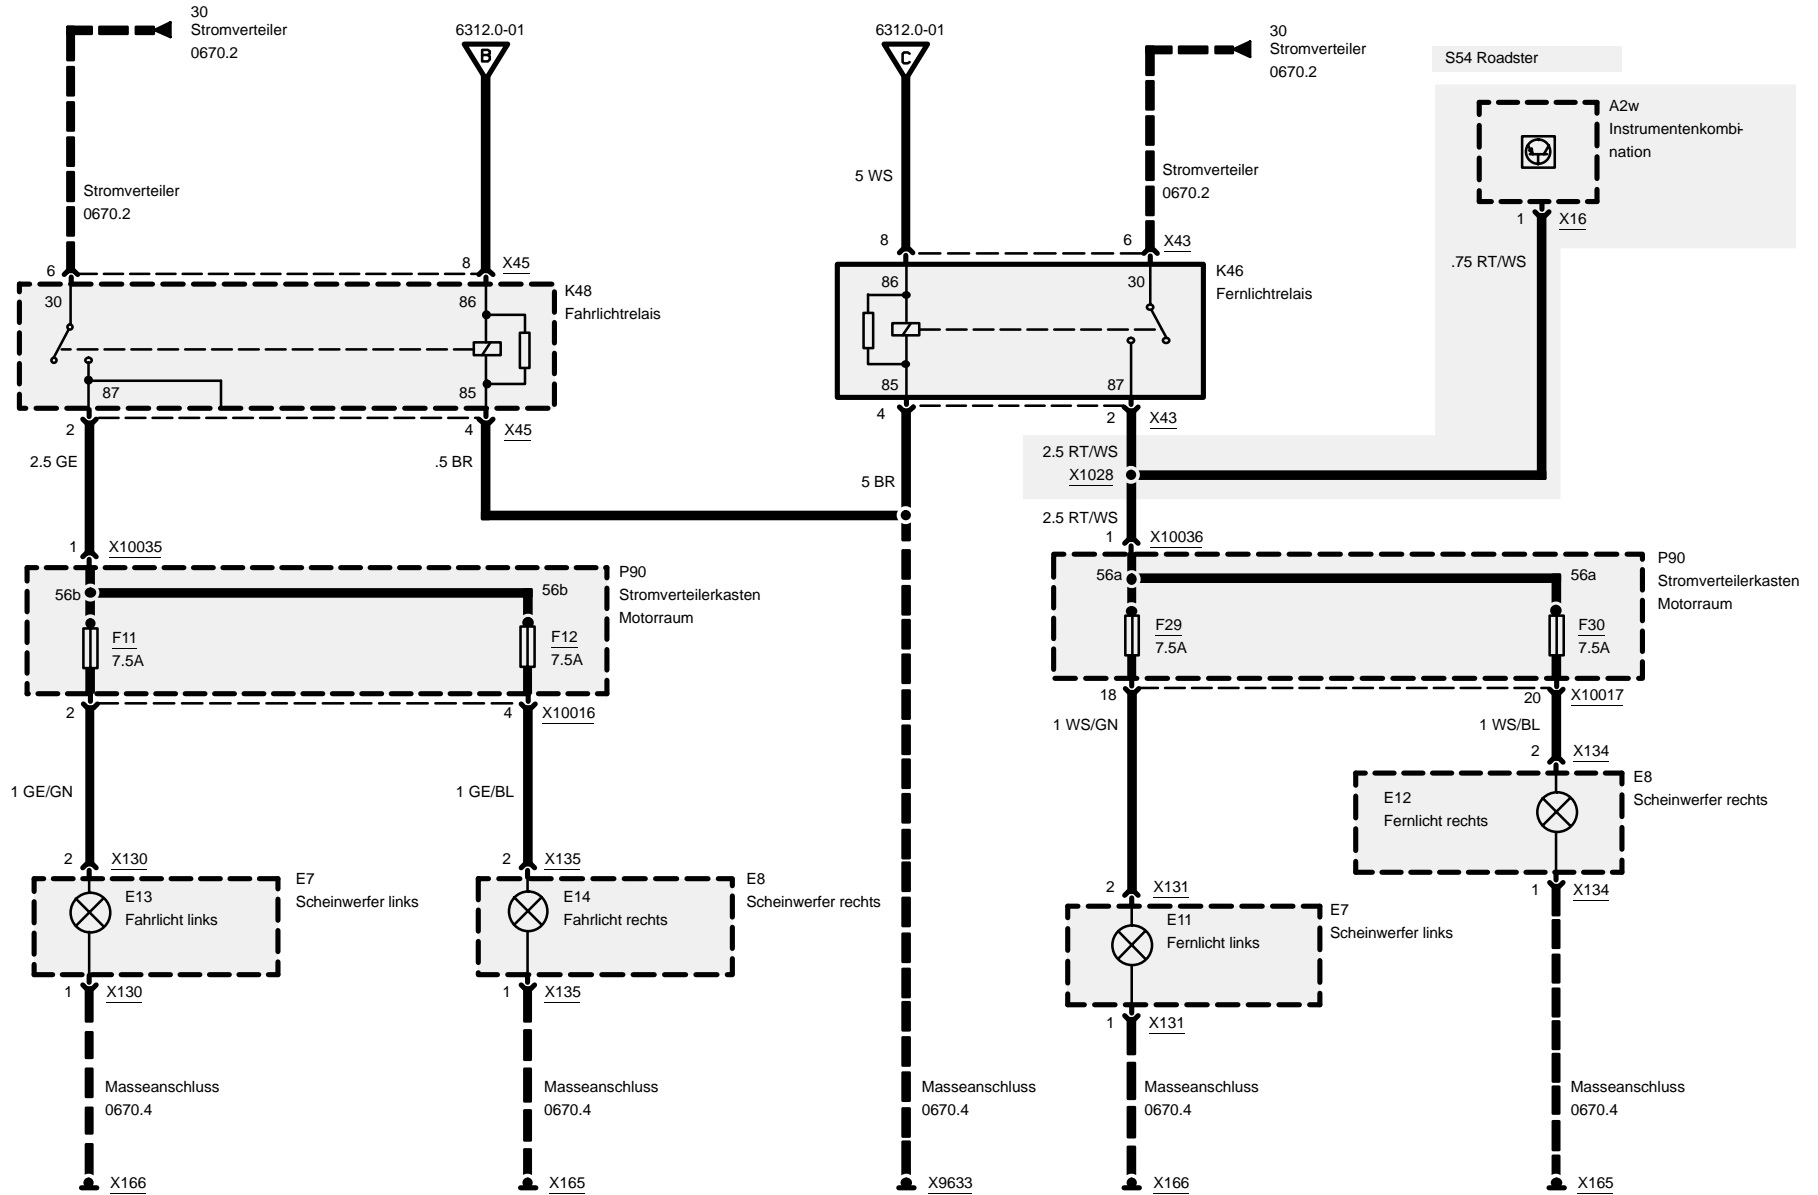 30
Stromverteiler
0670.2
6312.0-01
B
6312.0-01
C
30
Stromverteiler
0670.2
S54 Roadster
A2w
Instrumentenkombi-
nation
1
X16
.75 RT/WS
Stromverteiler
0670.2
5 WS
Stromverteiler
0670.2
6
8
X45
8
6
X43
30
86
K48
Fahrlichtrelais
87
85
86
30
K46
Fernlichtrelais
85
87
2
4
X45
4
2
X43
2.5 GE
.5 BR
5 BR
2.5 RT/WS
X1028
2.5 RT/WS
1
X10035
1
X10036
56b
56b
P90
Stromverteilerkasten
Motorraum
F11
7.5A
F12
7.5A
56a
56a
P90
Stromverteilerkasten
Motorraum
F29
7.5A
F30
7.5A
2
4
X10016
18
20
X10017
1 WS/GN
1 WS/BL
2
X134
1 GE/GN
1 GE/BL
E12
Fernlicht rechts
E8
Scheinwerfer rechts
2
X130
2
X135
1
X134
2
X131
E13
Fahrlicht links
E7
Scheinwerfer links
E14
Fahrlicht rechts
E8
Scheinwerfer rechts
E11
Fernlicht links
E7
Scheinwerfer links
1
X130
1
X135
1
X131
Masseanschluss
0670.4
Masseanschluss
0670.4
Masseanschluss
0670.4
Masseanschluss
0670.4
Masseanschluss
0670.4
X166
X165
X9633
X166
X165